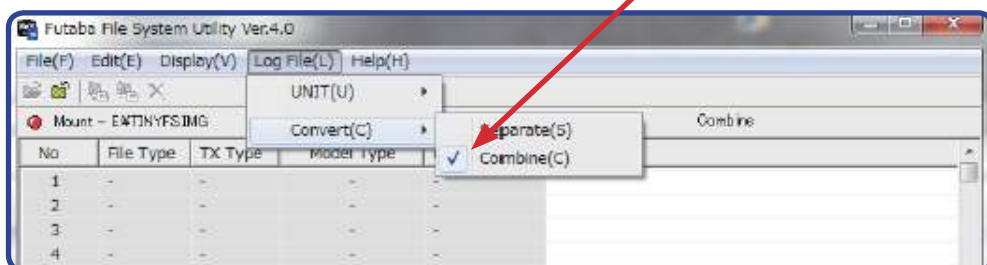 Futaba File System Utility Ver.4.0
File(F) Edit(E) Display(V) Log File(L) Help(H)
UNIT(U)
Mount - E:¥TINYFS.IMG Combine
Convert(C)
Separate(S)
No File Type TX Type Model Type
Combine(C)
1 - - - -
2 - - - -
3 - - - -
4 - - - -